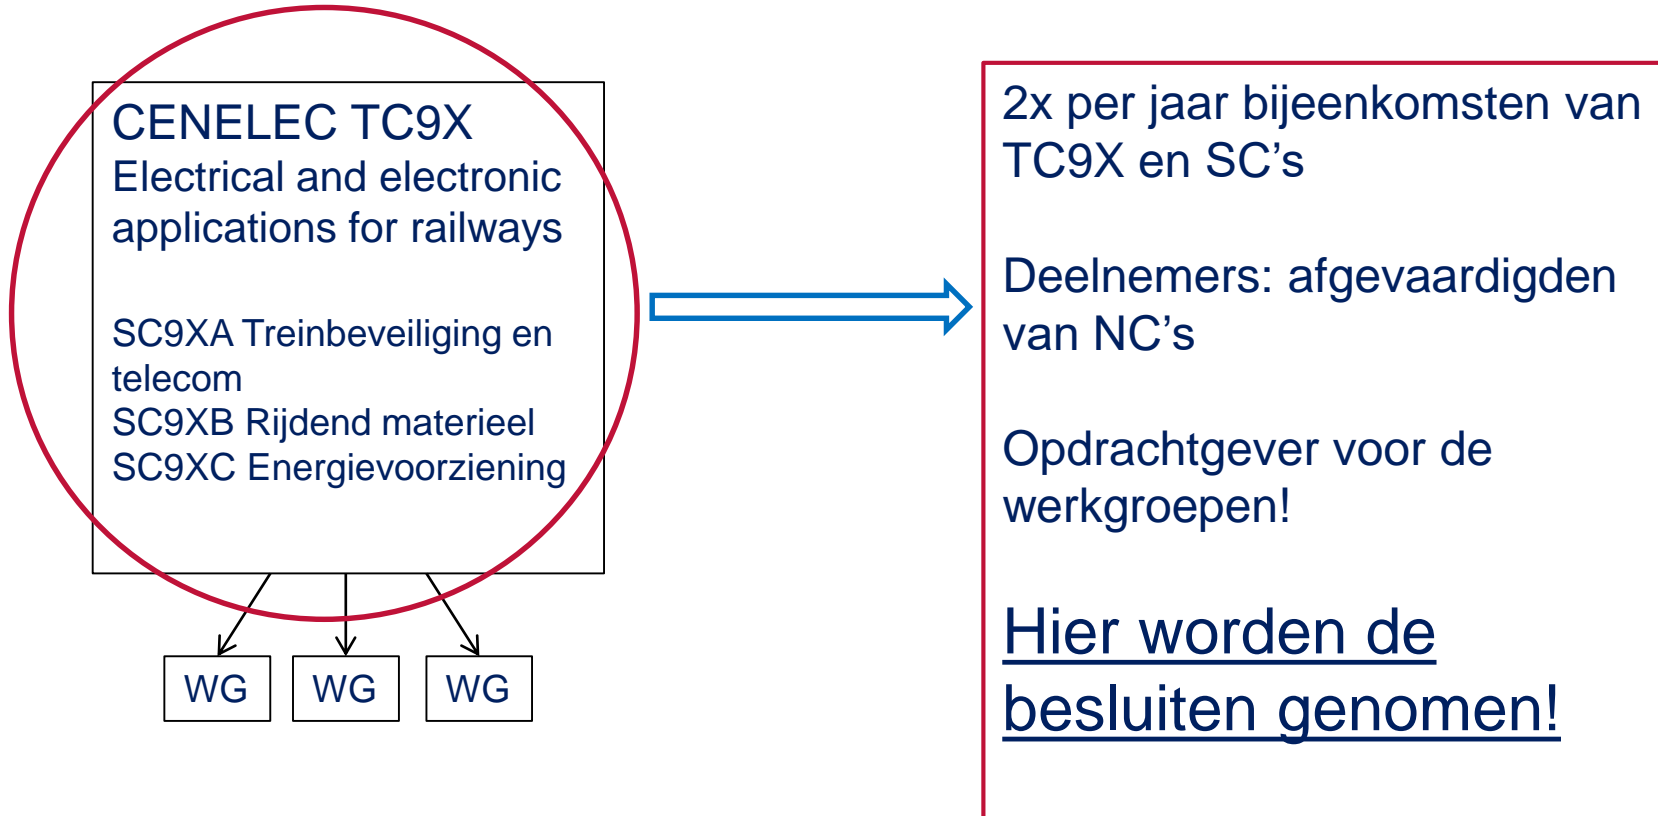 CENELEC TC9X
Electrical and electronic
applications for railways
SC9XA Treinbeveiliging en
telecom
SC9XB Rijdend materieel
SC9XC Energievoorziening
WG
WG
WG
2x per jaar bijeenkomsten van
TC9X en SC’s
Deelnemers: afgevaardigden
van NC’s
Opdrachtgever voor de
werkgroepen!
Hier worden de
besluiten genomen!